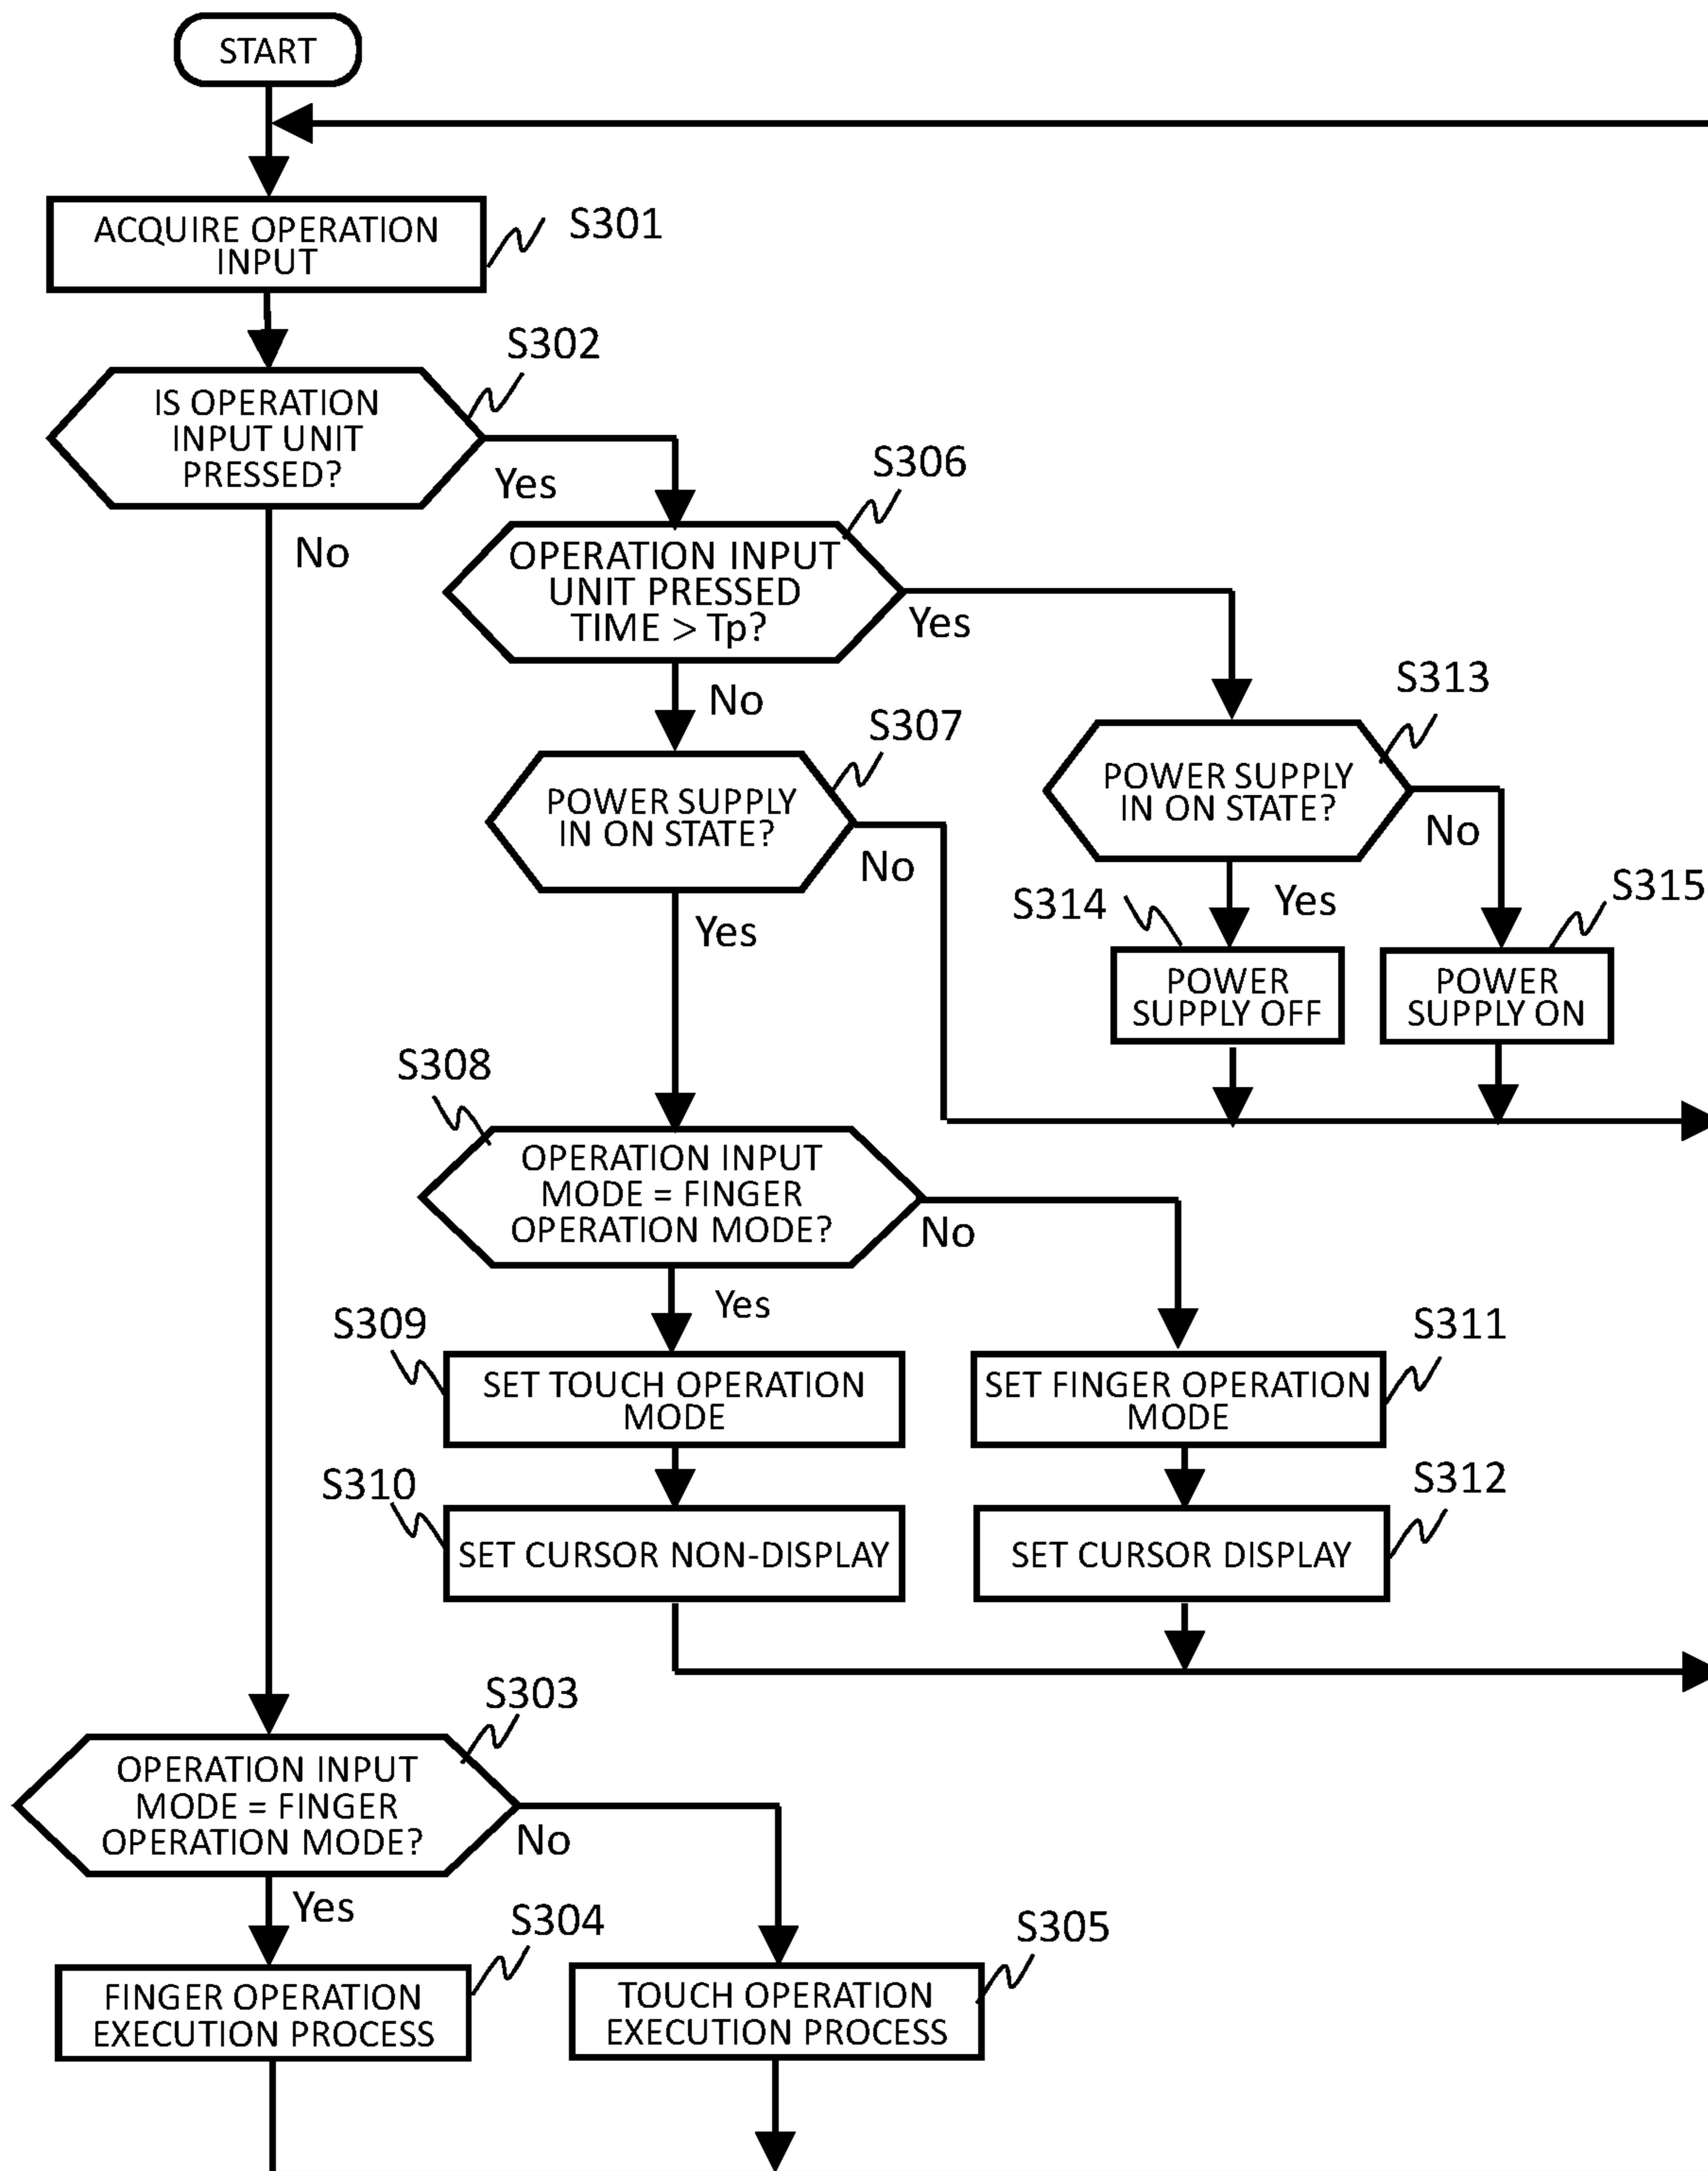 START
ACQUIRE OPERATION
INPUT
S301
S302
IS OPERATION
INPUT UNIT
PRESSED?
Yes
No
S306
OPERATION INPUT
UNIT PRESSED
TIME > Tp?
Yes
No
S307
POWER SUPPLY
IN ON STATE?
No
Yes
S313
POWER SUPPLY
IN ON STATE?
No
Yes
S314
POWER
SUPPLY OFF
S315
POWER
SUPPLY ON
S308
OPERATION INPUT
MODE = FINGER
OPERATION MODE?
No
Yes
S309
SET TOUCH OPERATION
MODE
S311
SET FINGER OPERATION
MODE
S310
SET CURSOR NON-DISPLAY
S312
SET CURSOR DISPLAY
S303
OPERATION INPUT
MODE = FINGER
OPERATION MODE?
No
Yes
S304
FINGER OPERATION
EXECUTION PROCESS
S305
TOUCH OPERATION
EXECUTION PROCESS